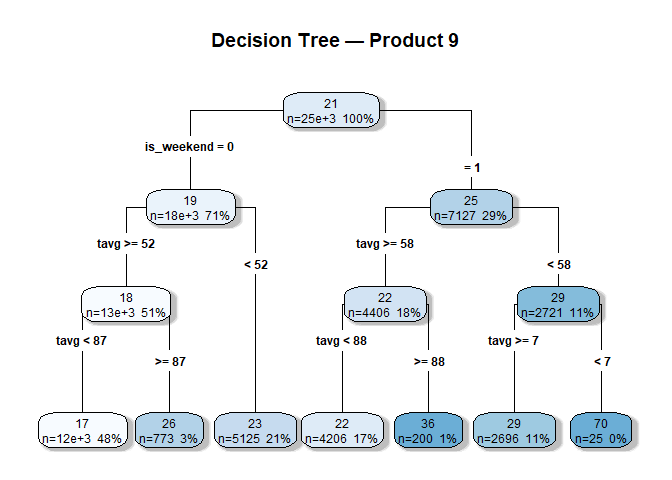 Decision Tree — Product 9
21
n=25e+3 100%
is_weekend = 0
= 1
19
n=18e+3 71%
25
n=7127 29%
tavg >= 52
< 52
tavg >= 58
< 58
18
n=13e+3 51%
22
n=4406 18%
29
n=2721 11%
tavg < 87
>= 87
tavg < 88
>= 88
tavg >= 7
< 7
17
n=12e+3 48%
26
n=773 3%
23
n=5125 21%
22
n=4206 17%
36
n=200 1%
29
n=2696 11%
70
n=25 0%